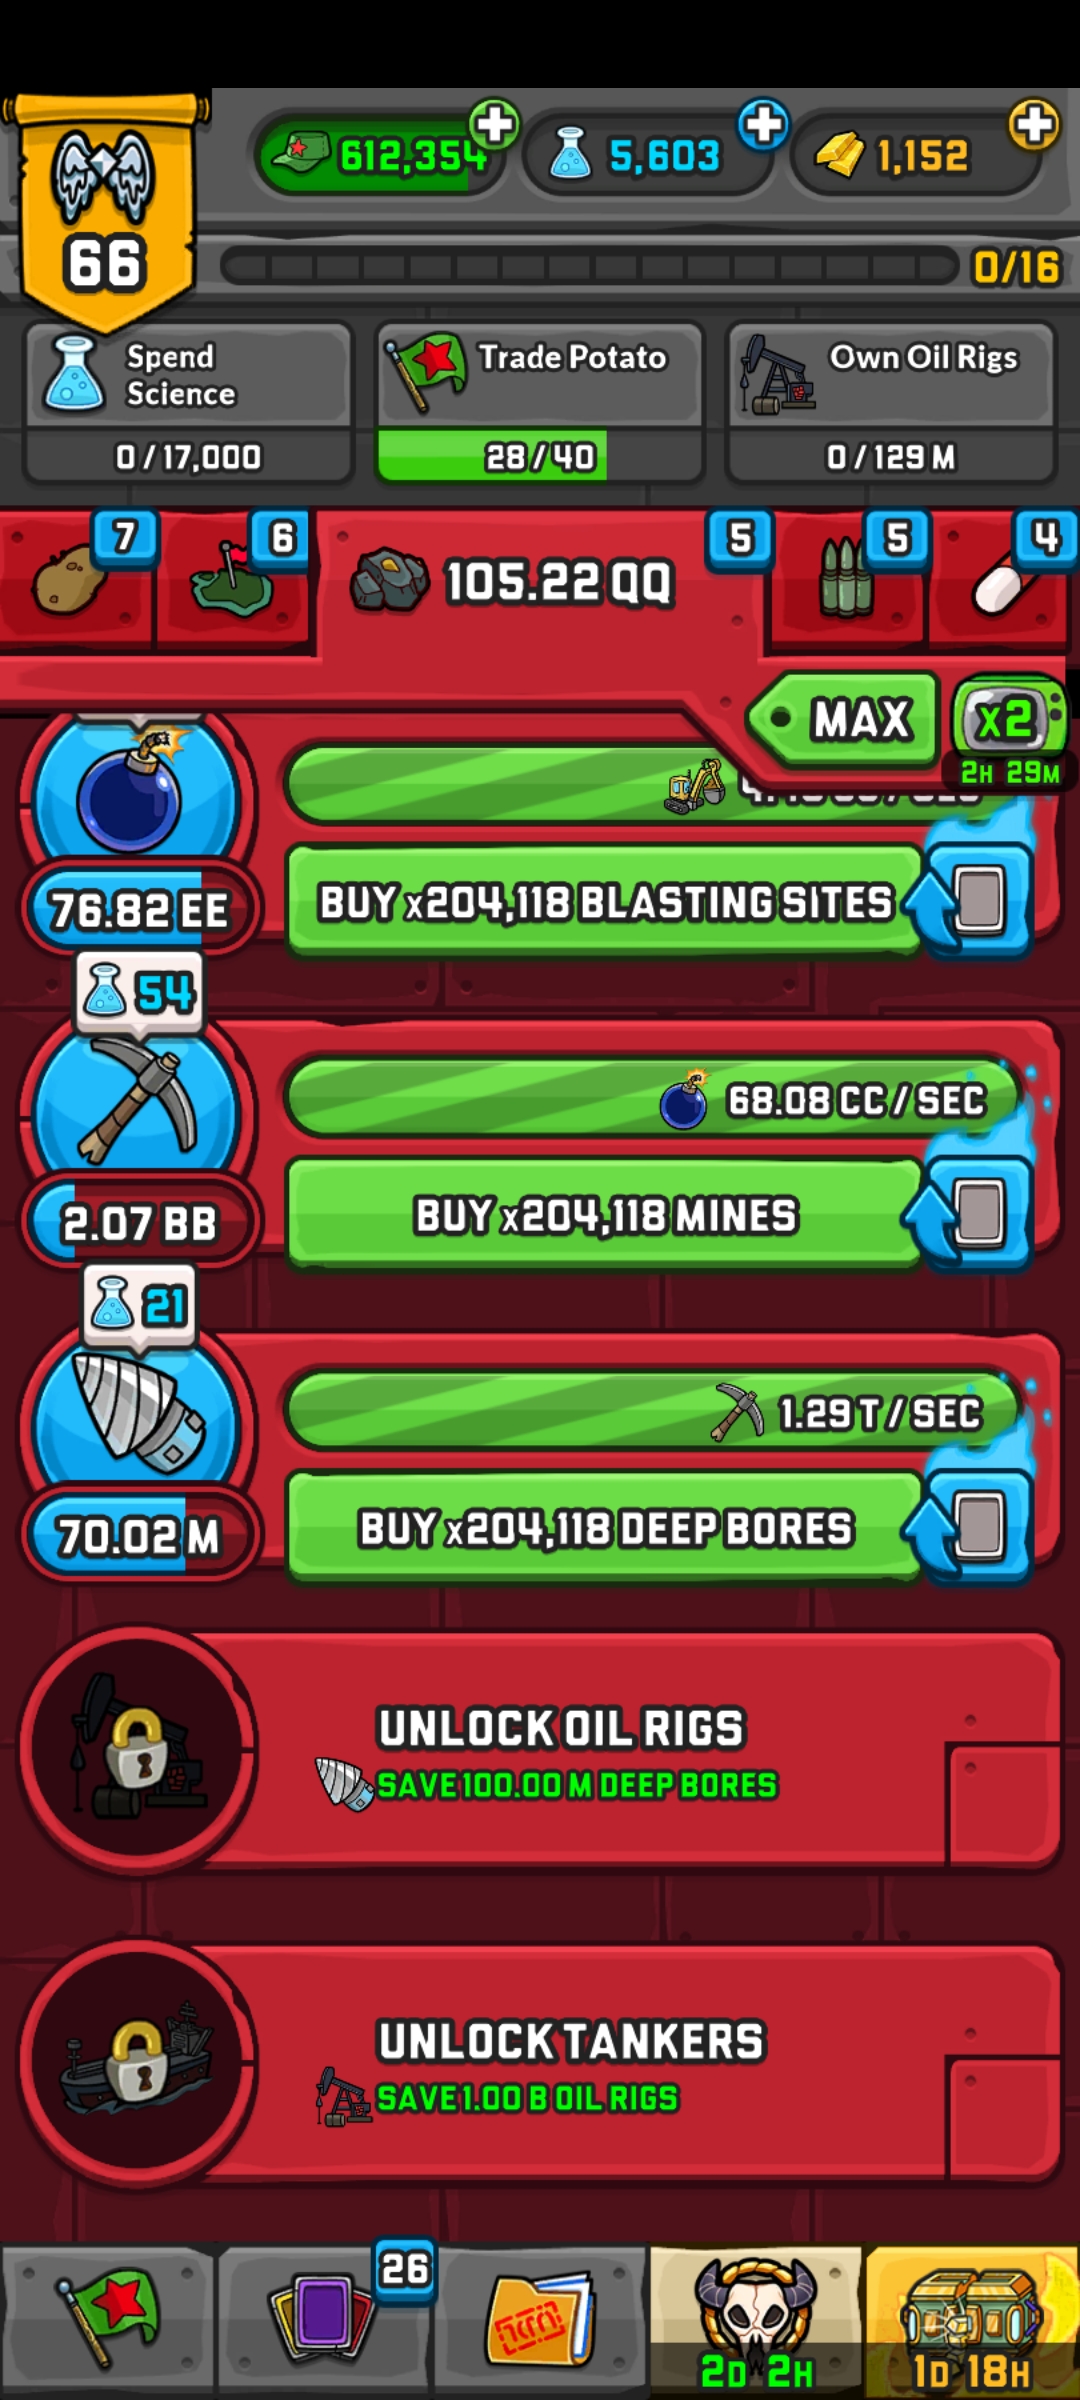 612,354
5,603
1,152
66
0/16
Spend
Science
0/17,000
Trade Potato
28/40
Own Oil Rigs
0/129 M
7
6
105.22 QQ
5
5
4
MAX
X2
2H 29M
BUY x204,118 BLASTING SITES
76.82 EE
54
68.08 CC/SEC
BUY x204,118 MINES
2.07 BB
21
1.29 T/SEC
BUY x204,118 DEEP BORES
70.02 M
UNLOCK OIL RIGS
SAVE 100.00 M DEEP BORES
UNLOCK TANKERS
SAVE 1.00 B OIL RIGS
26
2D 2H
1D 18H